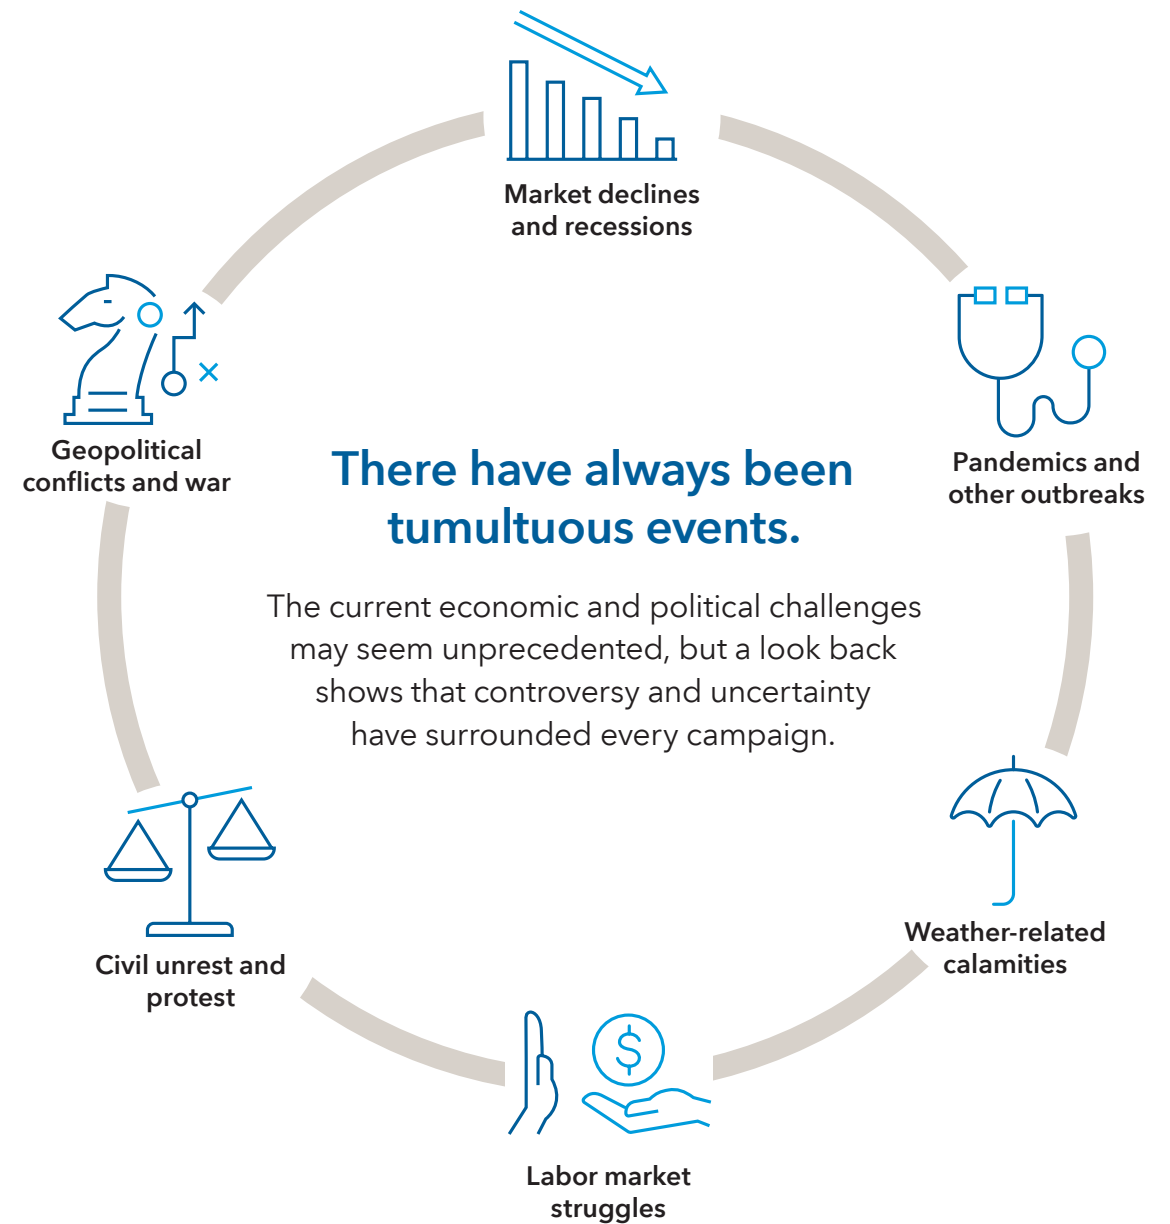 Market declines
and recessions
Geopolitical
conflicts and war
Pandemics and
other outbreaks
There have always been
tumultuous events.
The current economic and political challenges
may seem unprecedented, but a look back
shows that controversy and uncertainty
have surrounded every campaign.
Weather-related
calamities
Civil unrest and
protest
$
Labor market
struggles